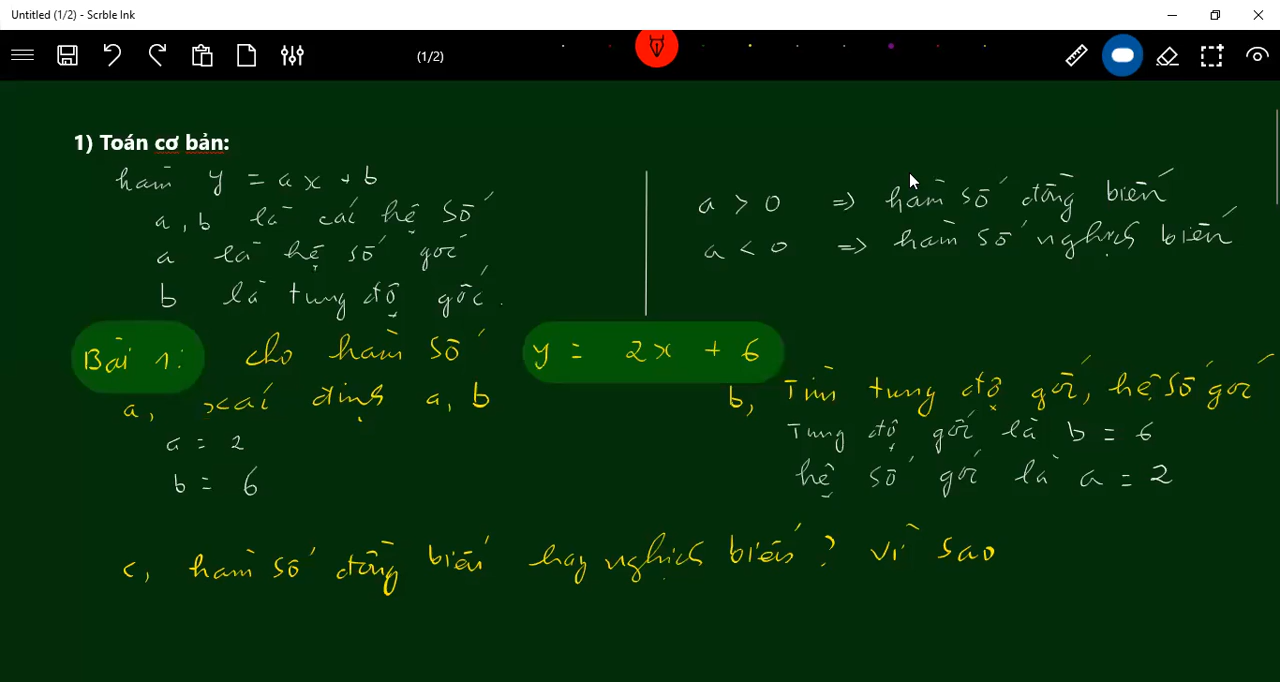 Untitled (1/2) - Scrble Ink
(1/2)
1) Toán cơ bản:
hàm y = ax + b
a, b là các hệ số
a là hệ số góc
b là tung độ gốc.
a > 0 => hàm số đồng biến
a < 0 => hàm số nghịch biến
Bài 1: cho hàm số y = 2x + 6
a, xác định a, b
a = 2
b = 6
b, Tìm tung độ gốc, hệ số góc
Tung độ gốc là b = 6
hệ số góc là a = 2
c, hàm số đồng biến hay nghịch biến? vì sao